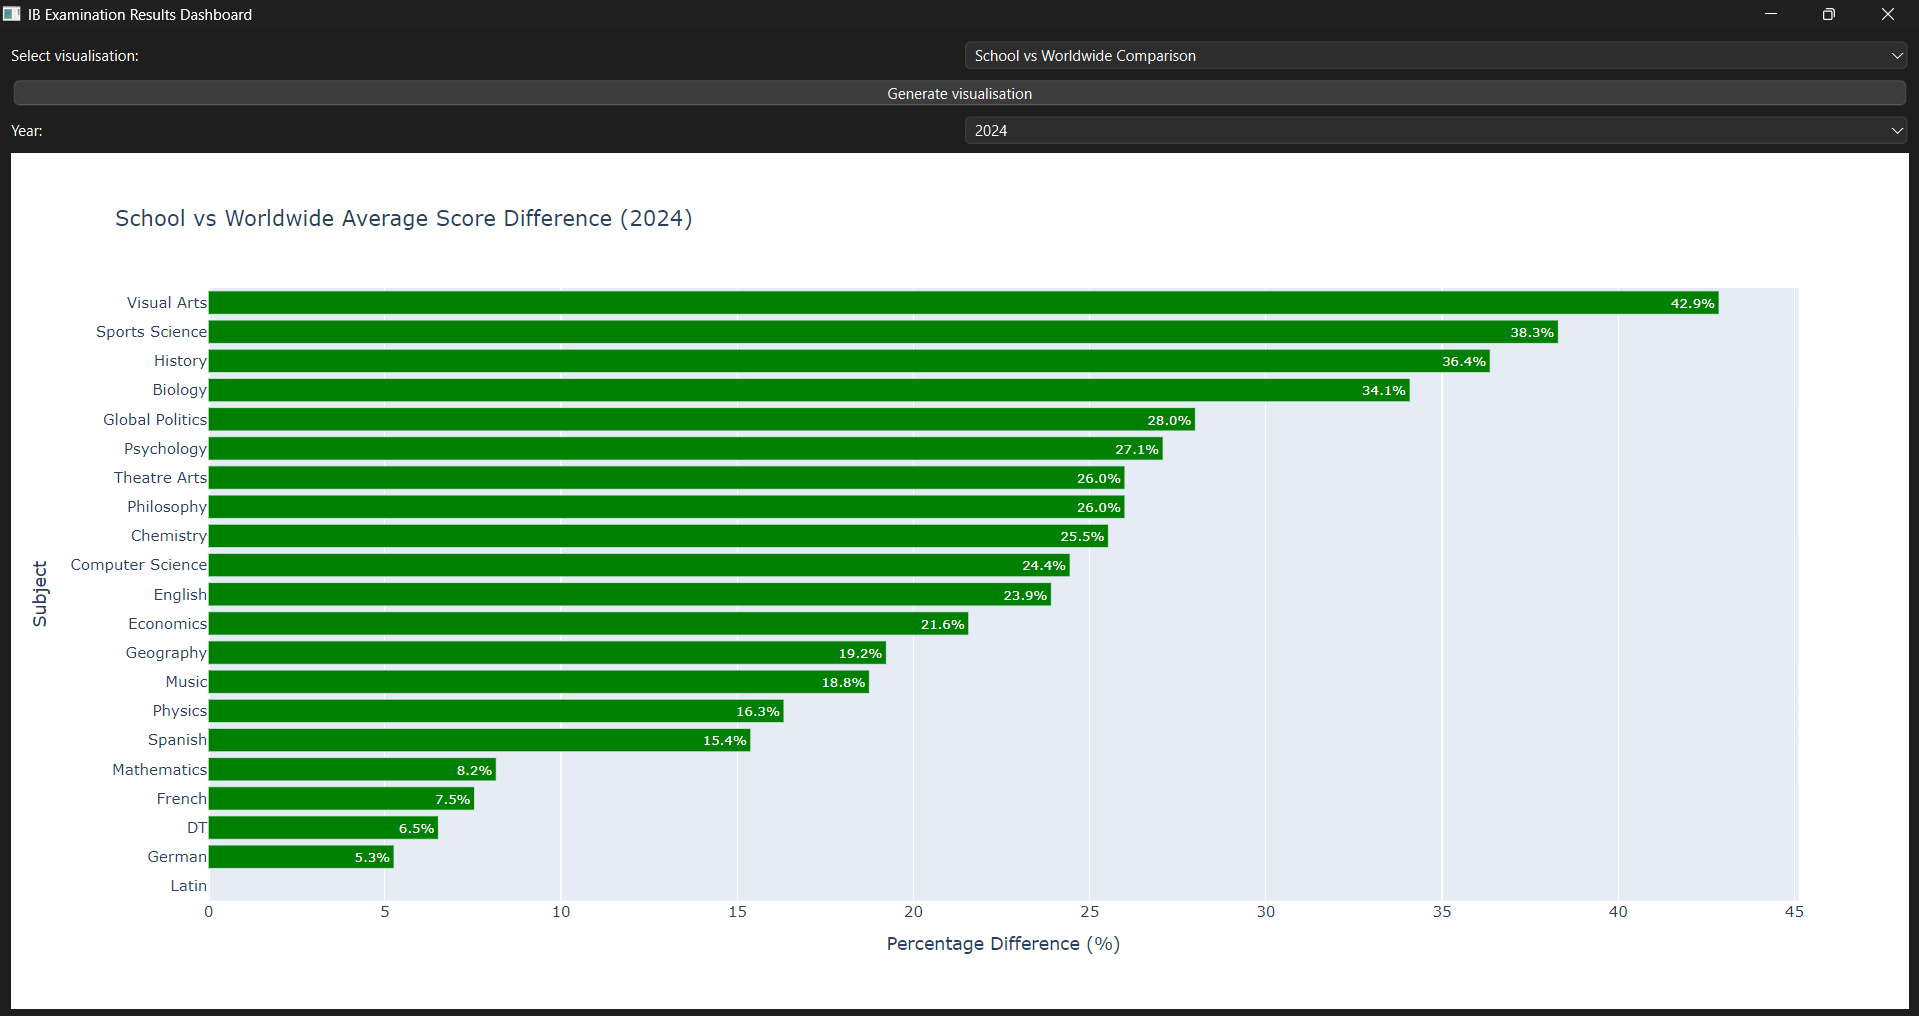 IB Examination Results Dashboard
Select visualisation:
School vs Worldwide Comparison
Generate visualisation
Year:
2024
School vs Worldwide Average Score Difference (2024)
Subject
Visual Arts 42.9%
Sports Science 38.3%
History 36.4%
Biology 34.1%
Global Politics 28.0%
Psychology 27.1%
Theatre Arts 26.0%
Philosophy 26.0%
Chemistry 25.5%
Computer Science 24.4%
English 23.9%
Economics 21.6%
Geography 19.2%
Music 18.8%
Physics 16.3%
Spanish 15.4%
Mathematics 8.2%
French 7.5%
DT 6.5%
German 5.3%
Latin
0 5 10 15 20 25 30 35 40 45
Percentage Difference (%)